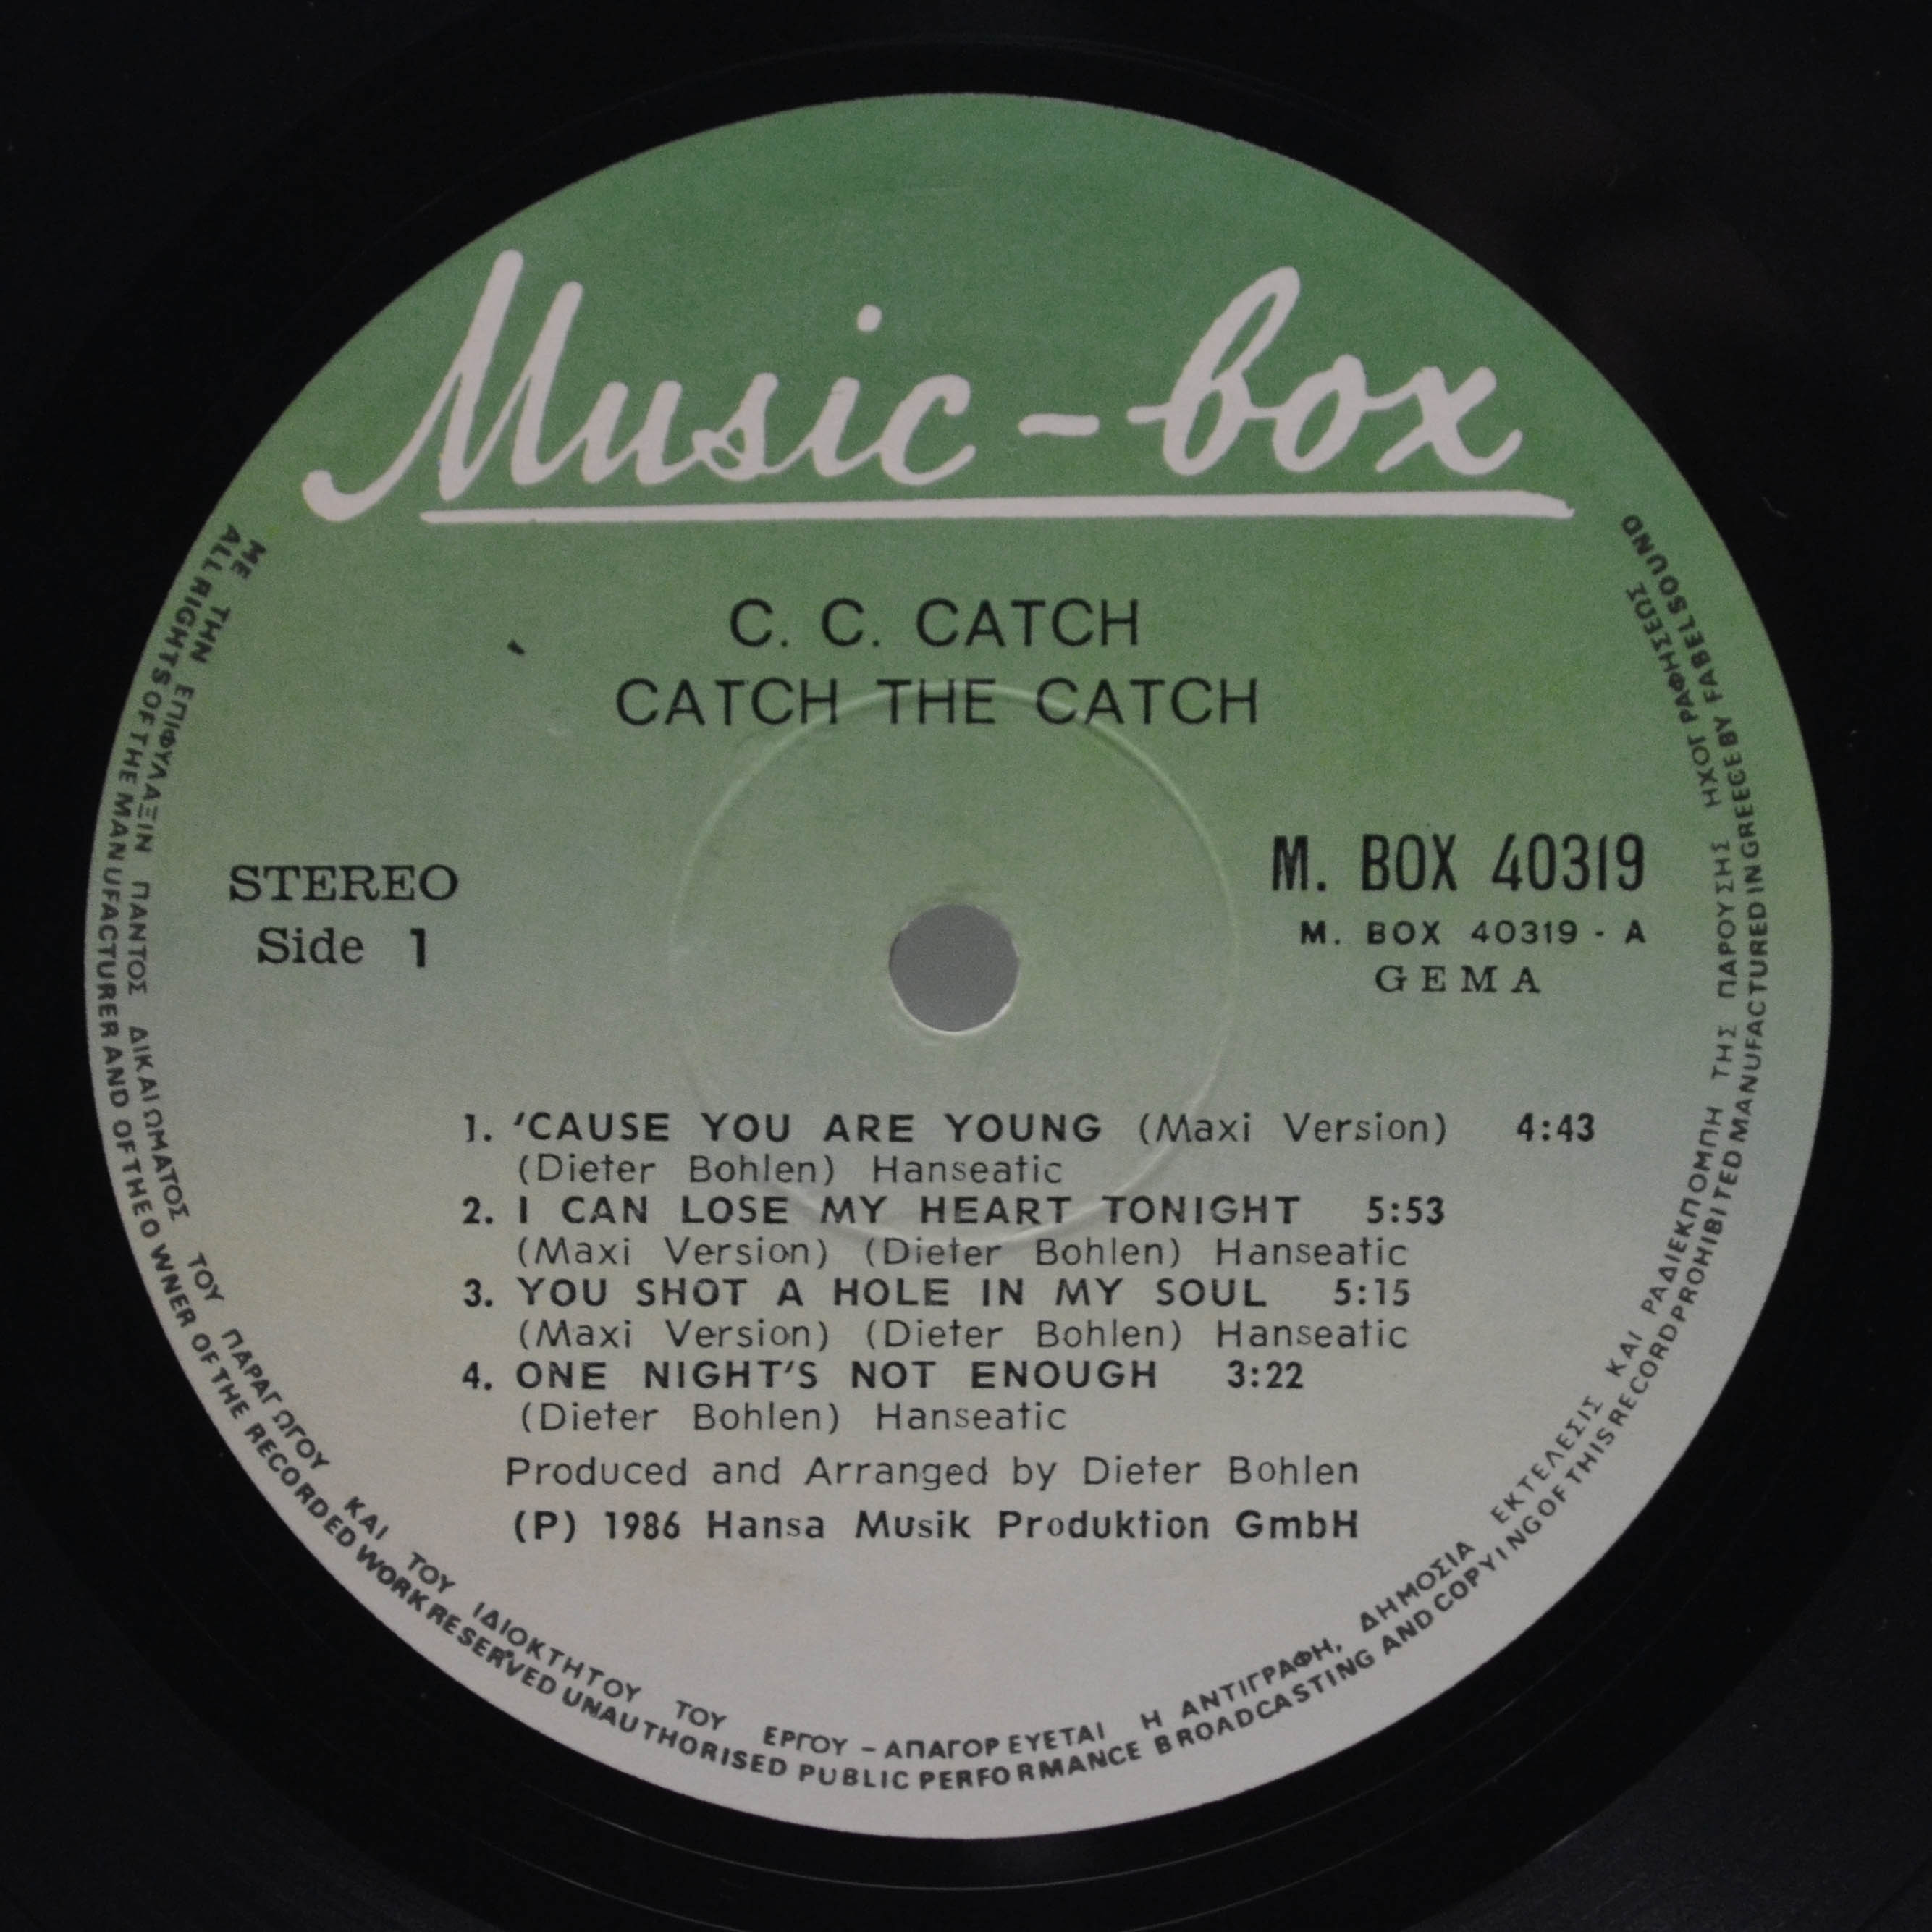 Music-box
C. C. CATCH
CATCH THE CATCH
STEREO
Side 1
M. BOX 40319
M. BOX 40319 - A
GEMA
1. 'CAUSE YOU ARE YOUNG (Maxi Version) 4:43
(Dieter Bohlen) Hanseatic
2. I CAN LOSE MY HEART TONIGHT 5:53
(Maxi Version) (Dieter Bohlen) Hanseatic
3. YOU SHOT A HOLE IN MY SOUL 5:15
(Maxi Version) (Dieter Bohlen) Hanseatic
4. ONE NIGHT'S NOT ENOUGH 3:22
(Dieter Bohlen) Hanseatic
Produced and Arranged by Dieter Bohlen
(P) 1986 Hansa Musik Produktion GmbH
ΜΕ ΤΗΝ ΕΠΙΦΥΛΑΞΙΝ ΠΑΝΤΟΣ ΔΙΚΑΙΩΜΑΤΟΣ ΤΟΥ ΠΑΡΑΓΩΓΟΥ ΚΑΙ ΤΟΥ ΙΔΙΟΚΤΗΤΟΥ ΤΟΥ ΕΡΓΟΥ – ΑΠΑΓΟΡΕΥΕΤΑΙ Η ΑΝΤΙΓΡΑΦΗ, ΔΗΜΟΣΙΑ ΕΚΤΕΛΕΣΙΣ ΚΑΙ ΡΑΔΙΕΚΠΟΜΠΗ ΤΗΣ ΠΑΡΟΥΣΗΣ ΗΧΟΓΡΑΦΗΣΕΩΣ
ALL RIGHTS OF THE MANUFACTURER AND OF THE OWNER OF THE RECORDED WORK RESERVED UNAUTHORISED PUBLIC PERFORMANCE BROADCASTING AND COPYING OF THIS RECORD PROHIBITED MANUFACTURED IN GREECE BY FABELSOUND